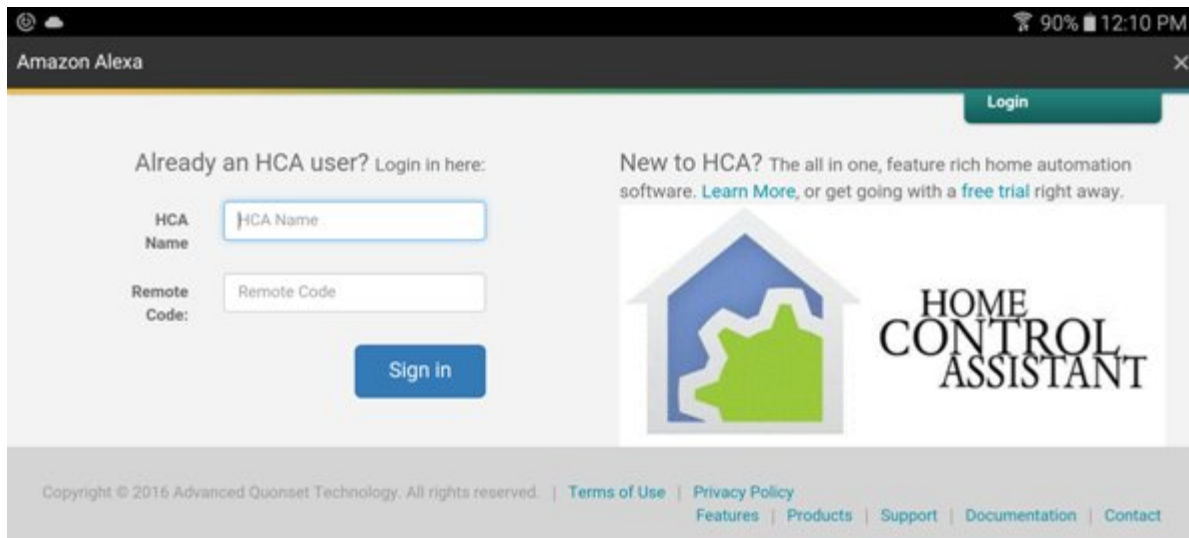 90% 12:10 PM
Amazon Alexa
Login
Already an HCA user? Login in here:
HCA
Name
HCA Name
Remote
Code:
Remote Code
Sign in
New to HCA? The all in one, feature rich home automation
software. Learn More, or get going with a free trial right away.
HOME
CONTROL
ASSISTANT
Copyright © 2016 Advanced Quonset Technology. All rights reserved. | Terms of Use | Privacy Policy
Features | Products | Support | Documentation | Contact